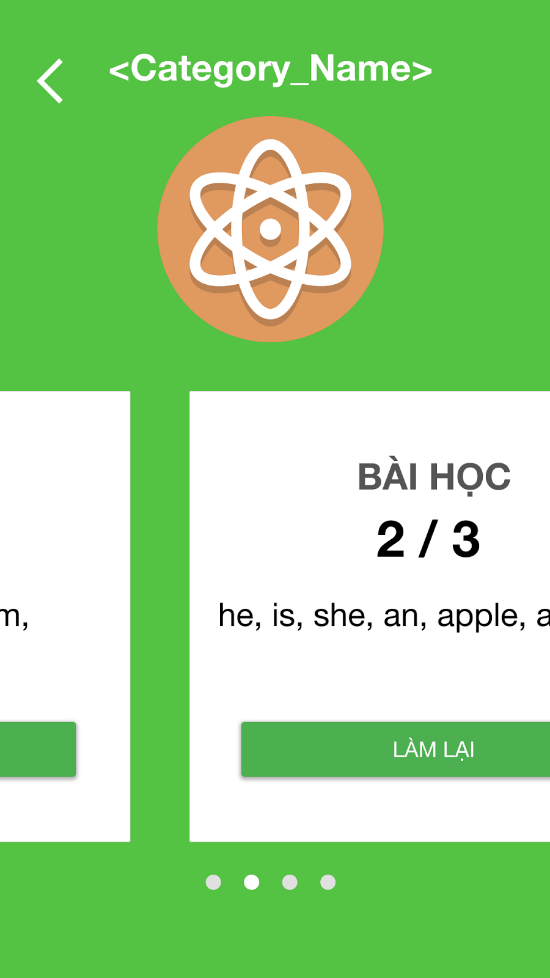 <Category_Name>
BÀI HỌC
2 / 3
he, is, she, an, apple,
LÀM LẠI